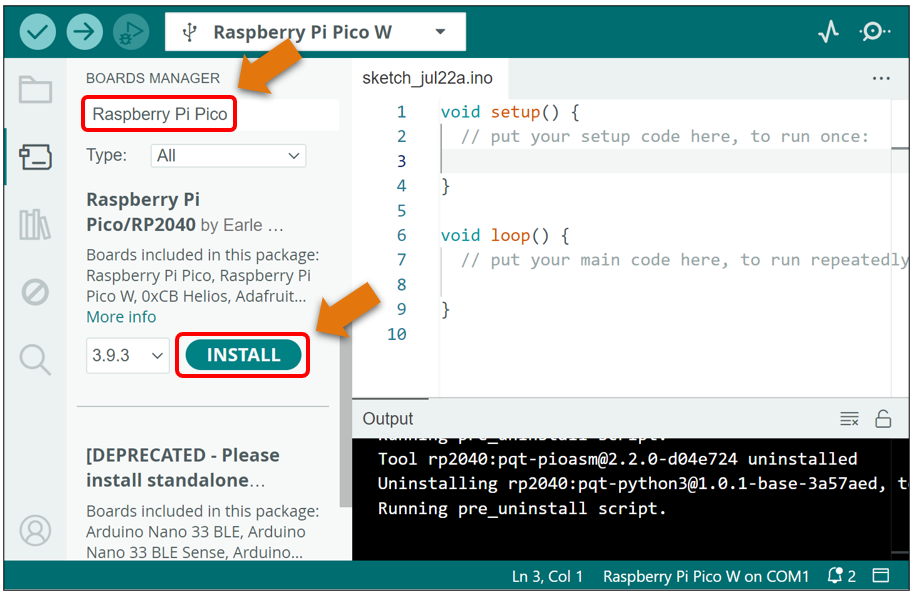 Raspberry Pi Pico W
BOARDS MANAGER
Raspberry Pi Pico
Type:
All
Raspberry Pi
Pico/RP2040 by Earle ...
Boards included in this package:
Raspberry Pi Pico, Raspberry Pi
Pico W, 0xCB Helios, Adafruit...
More info
3.9.3
INSTALL
[DEPRECATED - Please
install standalone...
Boards included in this package:
Arduino Nano 33 BLE, Arduino
Nano 33 BLE Sense, Arduino...
sketch_jul22a.ino
1 void setup() {
2 // put your setup code here, to run once:
3
4 }
5
6 void loop() {
7 // put your main code here, to run repeatedly
8
9 }
10
Output
Running pre_uninstall script.
Tool rp2040:pqt-pioasm@2.2.0-d04e724 uninstalled
Uninstalling rp2040:pqt-python3@1.0.1-base-3a57aed, t
Running pre_uninstall script.
Ln 3, Col 1 Raspberry Pi Pico W on COM1 2